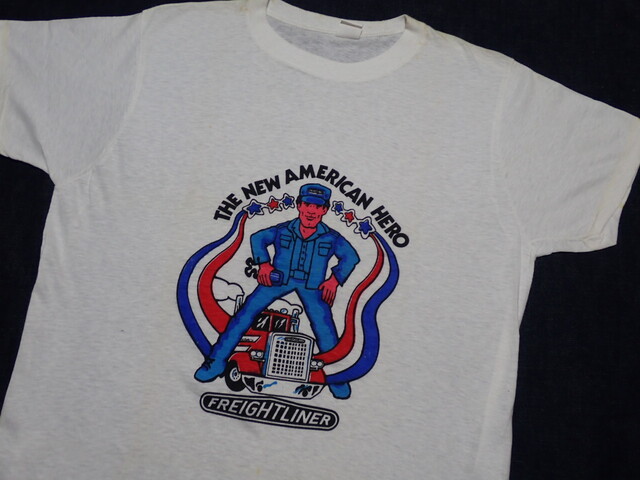 THE NEW AMERICAN HERO
FREIGHTLINER